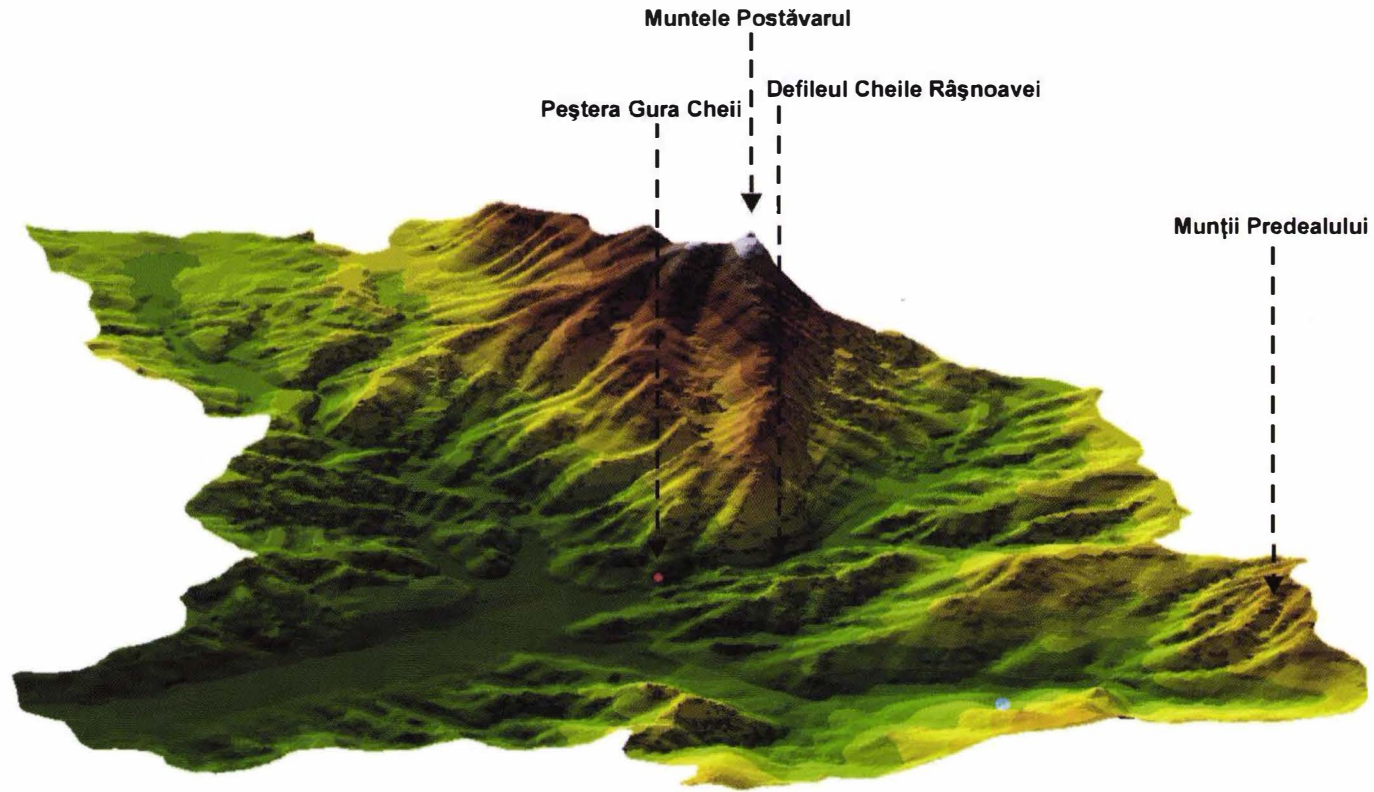 Muntele Postăvarul
Defileul Cheile Râşnoavei
Peştera Gura Cheii
Munţii Predealului